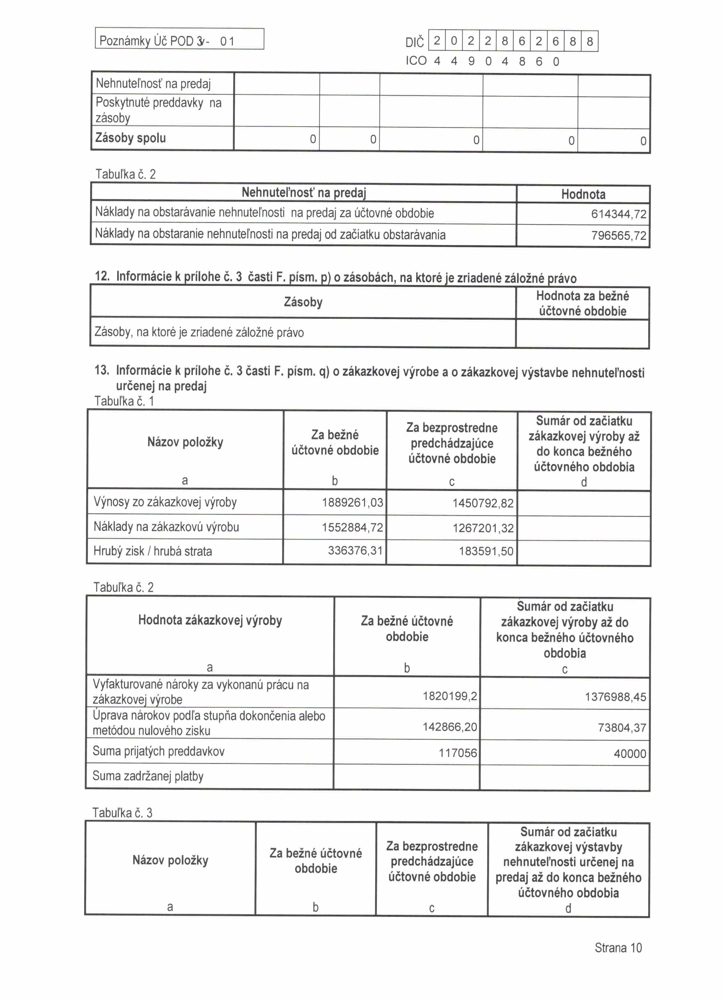 Poznámky Úč POD 3v- 01
DIČ 2 0 2 2 8 6 2 6 8 8
ICO 4 4 9 0 4 8 6 0
Nehnuteľnosť na predaj
Poskytnuté preddavky na
zásoby
Zásoby spolu 0 0 0 0 0
Tabuľka č. 2
Nehnuteľnosť na predaj Hodnota
Náklady na obstarávanie nehnuteľnosti na predaj za účtovné obdobie 614344,72
Náklady na obstaranie nehnuteľnosti na predaj od začiatku obstarávania 796565,72
12. Informácie k prílohe č. 3 časti F. písm. p) o zásobách, na ktoré je zriadené záložné právo
Zásoby
Hodnota za bežné
účtovné obdobie
Zásoby, na ktoré je zriadené záložné právo
13. Informácie k prílohe č. 3 časti F. písm. q) o zákazkovej výrobe a o zákazkovej výstavbe nehnuteľnosti
určenej na predaj
Tabuľka č. 1
Názov položky
a
Za bežné
účtovné obdobie
b
Za bezprostredne
predchádzajúce
účtovné obdobie
c
Sumár od začiatku
zákazkovej výroby až
do konca bežného
účtovného obdobia
d
Výnosy zo zákazkovej výroby 1889261,03 1450792,82
Náklady na zákazkovú výrobu 1552884,72 1267201,32
Hrubý zisk / hrubá strata 336376,31 183591,50
Tabuľka č. 2
Hodnota zákazkovej výroby
a
Za bežné účtovné
obdobie
b
Sumár od začiatku
zákazkovej výroby až do
konca bežného účtovného
obdobia
c
Vyfakturované nároky za vykonanú prácu na
zákazkovej výrobe 1820199,2 1376988,45
Úprava nárokov podľa stupňa dokončenia alebo
metódou nulového zisku 142866,20 73804,37
Suma prijatých preddavkov 117056 40000
Suma zadržanej platby
Tabuľka č. 3
Názov položky
a
Za bežné účtovné
obdobie
b
Za bezprostredne
predchádzajúce
účtovné obdobie
c
Sumár od začiatku
zákazkovej výstavby
nehnuteľnosti určenej na
predaj až do konca bežného
účtovného obdobia
d
Strana 10